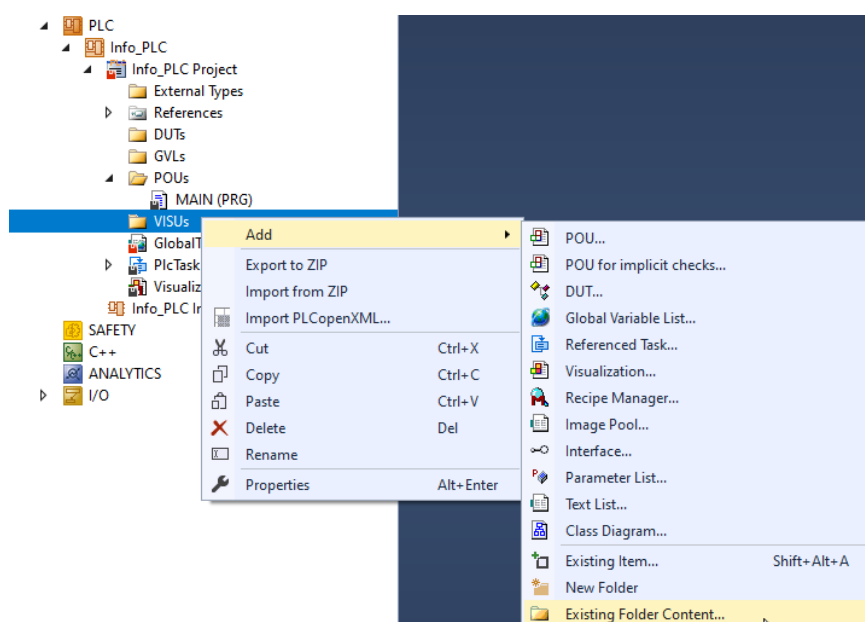 PLC
Info_PLC
Info_PLC Project
External Types
References
DUTs
GVLs
POUs
MAIN (PRG)
VISUs
GlobalT
PlcTask
Visualiz
Info_PLC Ir
SAFETY
C++
ANALYTICS
I/O
Add
Export to ZIP
Import from ZIP
Import PLCopenXML...
Cut Ctrl+X
Copy Ctrl+C
Paste Ctrl+V
Delete Del
Rename
Properties Alt+Enter
POU...
POU for implicit checks...
DUT...
Global Variable List...
Referenced Task...
Visualization...
Recipe Manager...
Image Pool...
Interface...
Parameter List...
Text List...
Class Diagram...
Existing Item... Shift+Alt+A
New Folder
Existing Folder Content...